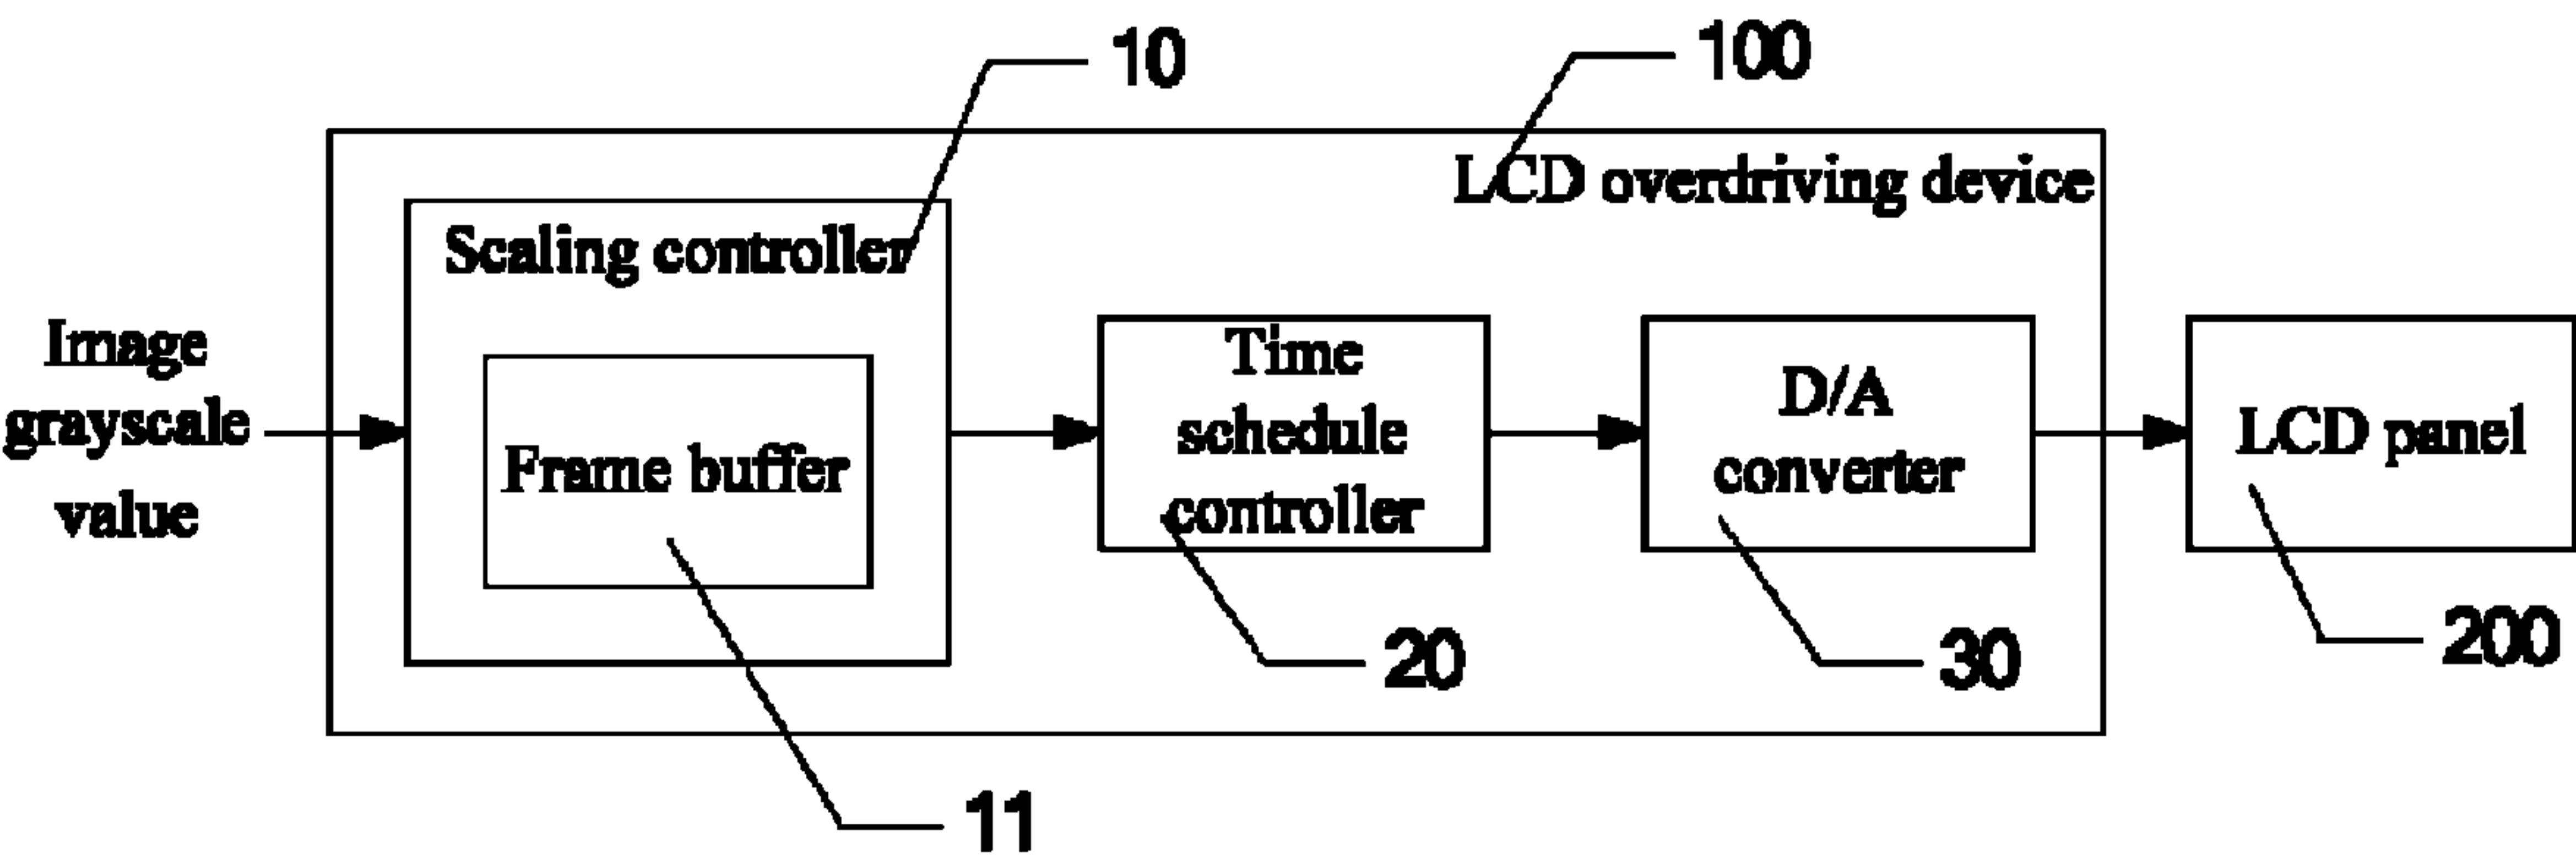 10
100
LCD overdriving device
Scaling controller
Image
grayscale
value
Frame buffer
Time
schedule
controller
D/A
converter
LCD panel
20
30
200
11